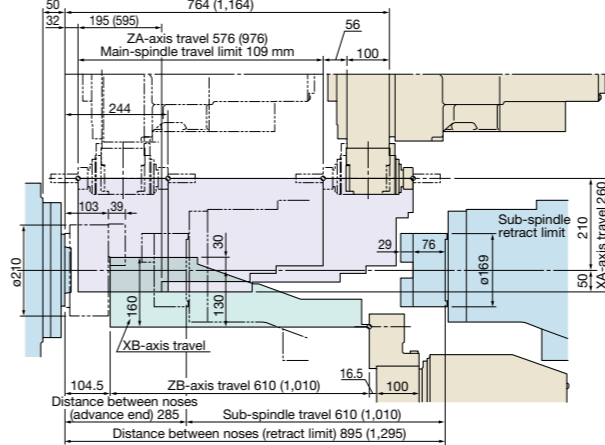 50
764 (1,164)
32
195 (595)
ZA-axis travel 576 (976)
Main-spindle travel limit 109 mm
56
100
244
103
39
ø210
30
160
130
XB-axis travel
29
76
Sub-spindle
retract limit
ø169
210
50
XA-axis travel 260
16.5
104.5
ZB-axis travel 610 (1,010)
100
Distance between noses
(advance end) 285
Sub-spindle travel 610 (1,010)
Distance between noses (retract limit) 895 (1,295)